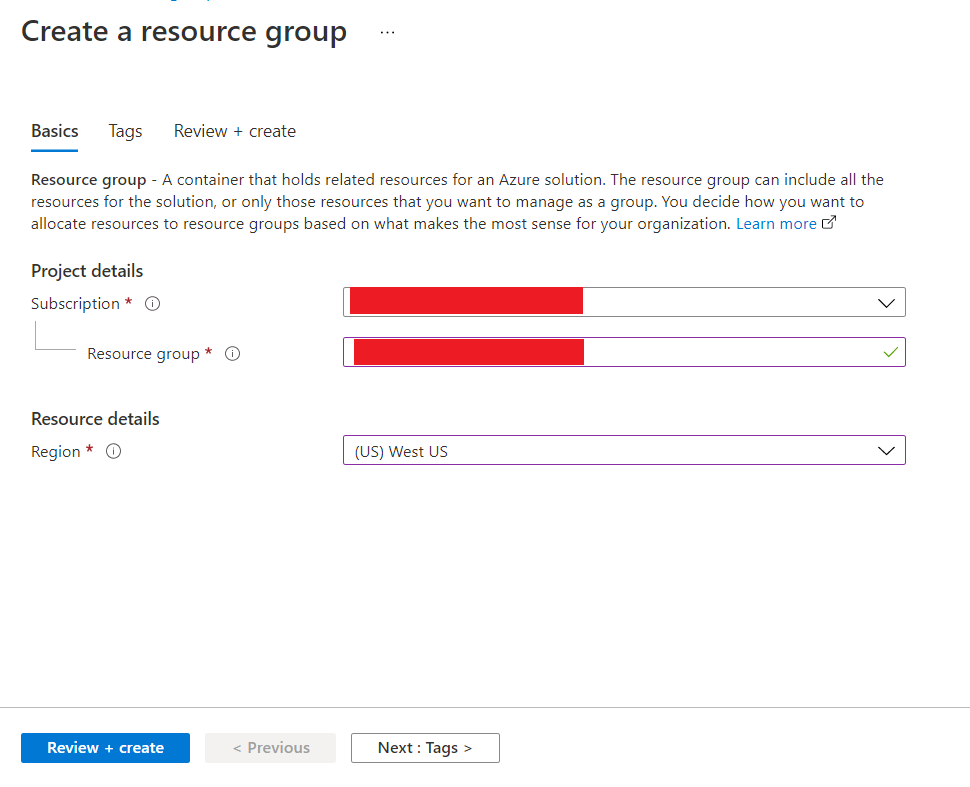 Create a resource group ...
Basics Tags Review + create
Resource group - A container that holds related resources for an Azure solution. The resource group can include all the
resources for the solution, or only those resources that you want to manage as a group. You decide how you want to
allocate resources to resource groups based on what makes the most sense for your organization. Learn more
Project details
Subscription *
Resource group *
Resource details
Region * (US) West US
Review + create < Previous Next : Tags >